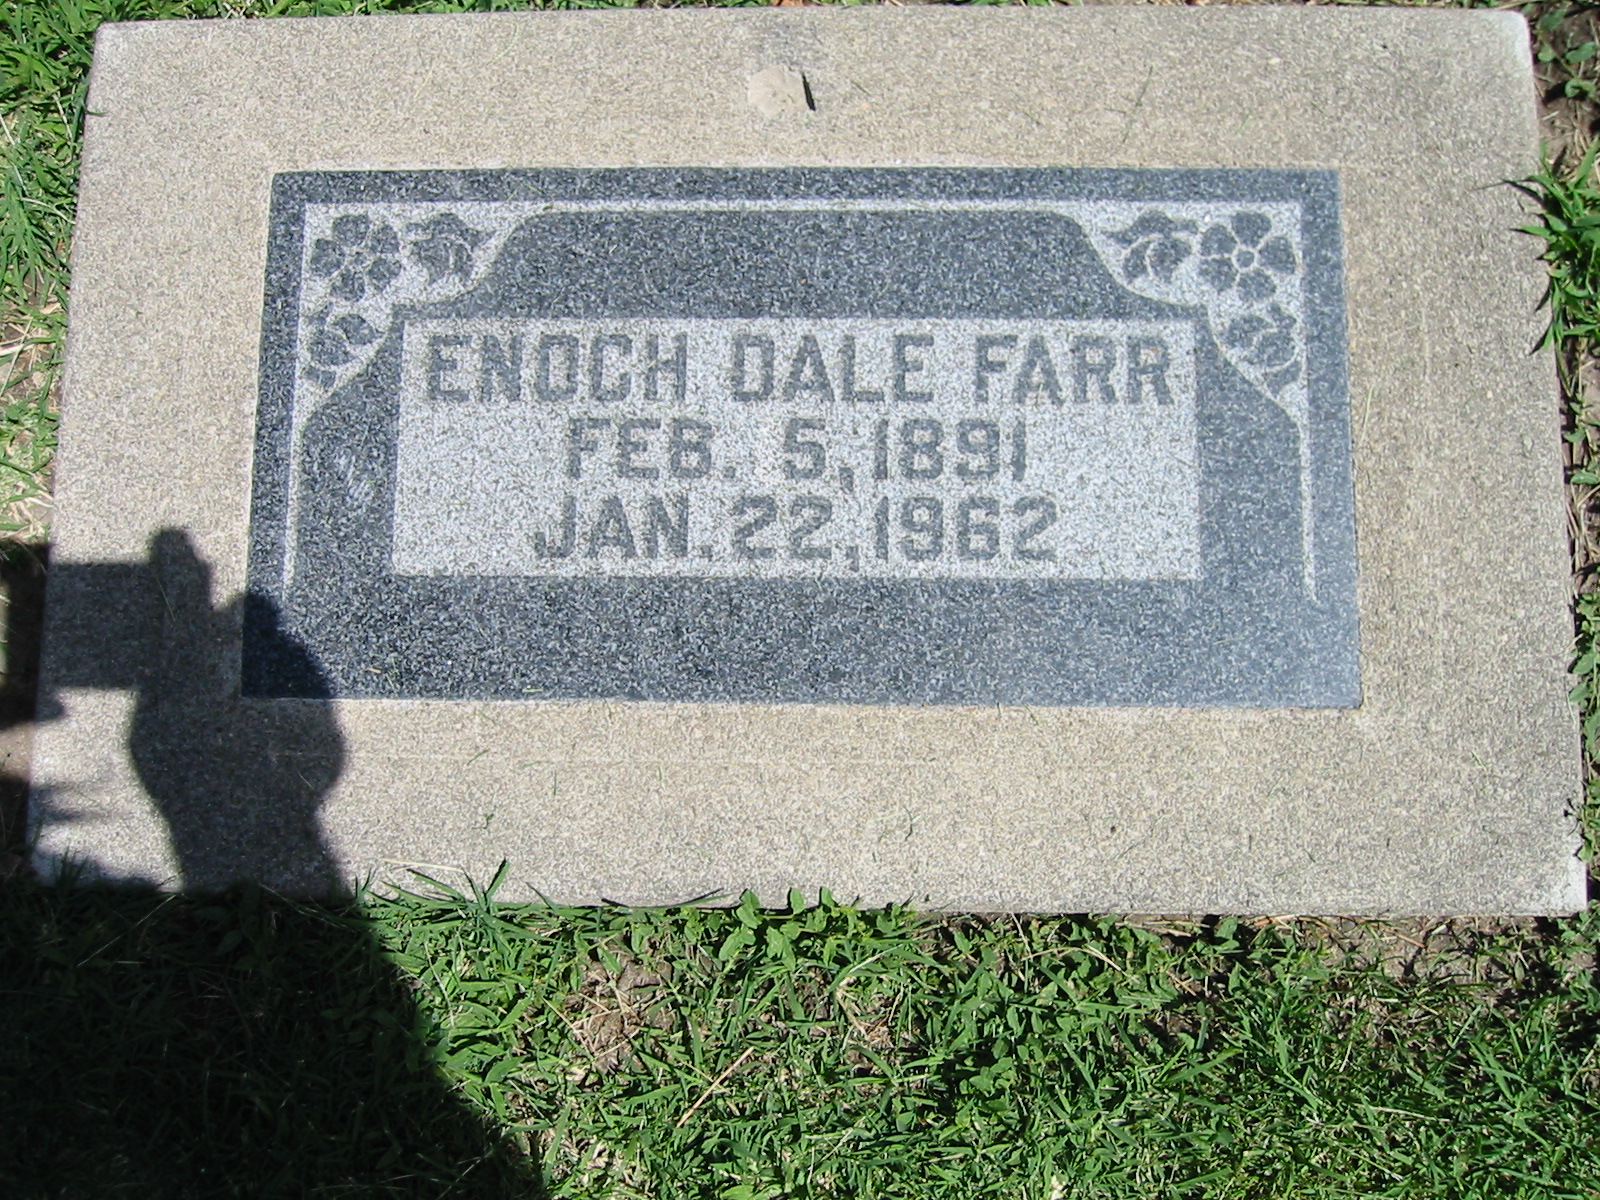 ENOCH DALE FARR
FEB. 5, 1891
JAN. 22, 1962